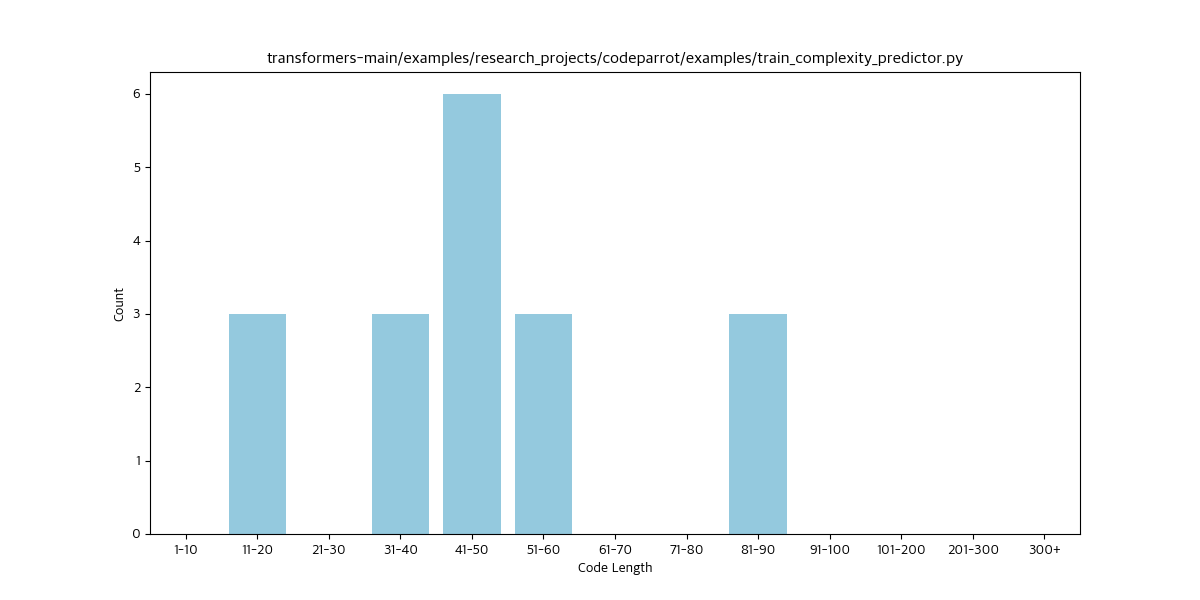 transformers-main/examples/research_projects/codeparrot/examples/train_complexity_predictor.py
6
5
4
3
2
1
0
Count
1-10 11-20 21-30 31-40 41-50 51-60 61-70 71-80 81-90 91-100 101-200 201-300 300+
Code Length